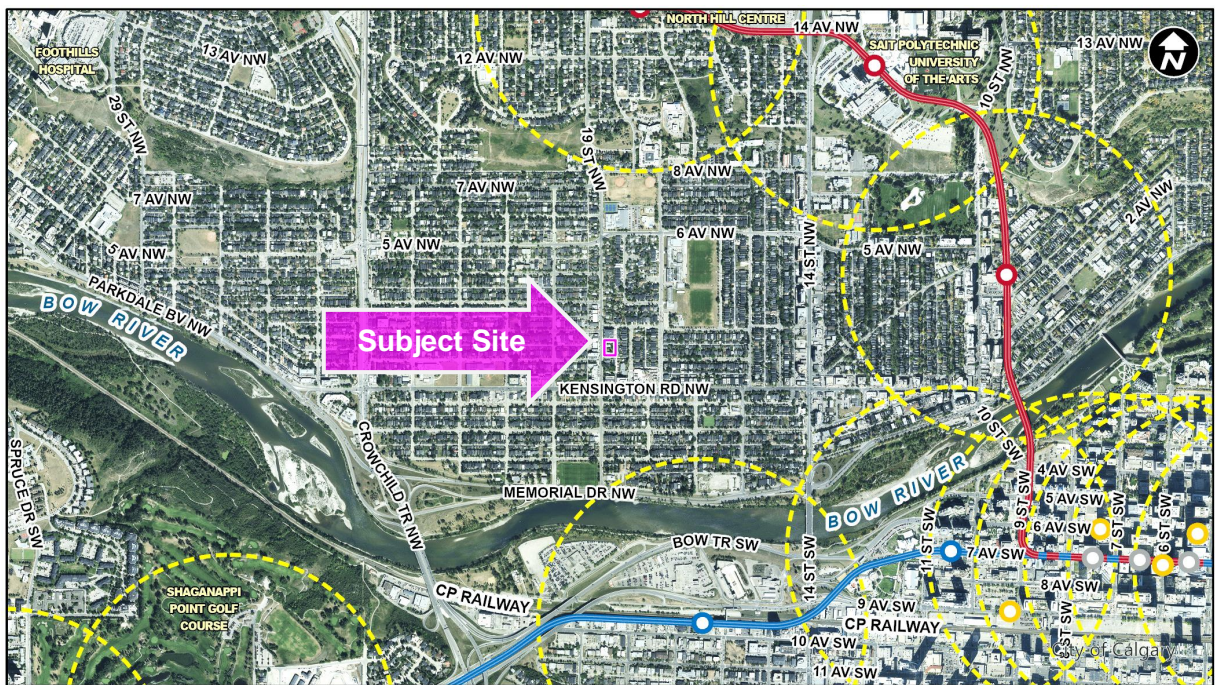 NORTH HILL CENTRE
14 AV NW
FOOTHILLS
HOSPITAL
13 AV NW
12 AV NW
SAIT POLYTECHNIC
UNIVERSITY
OF THE ARTS
13 AV NW
N
29 ST NW
19 ST NW
10 ST NW
8 AV NW
7 AV NW
7 AV NW
2 AV NW
5 AV NW
5 AV NW
6 AV NW
14 ST NW
5 AV NW
PARKDALE BV NW
BOW RIVER
Subject Site
KENSINGTON RD NW
SPRUCE DR SW
CROWCHILD TR NW
10 ST SW
MEMORIAL DR NW
BOW RIVER
4 AV SW
5 AV SW
6 AV SW
9 ST SW
7 ST SW
6 ST SW
11 ST SW
BOW TR SW
7 AV SW
14 ST SW
8 AV SW
SHAGANAPPI
POINT GOLF
COURSE
CP RAILWAY
9 AV SW
CP RAILWAY
10 AV SW
ST SW
11 AV SW
City of Calgary